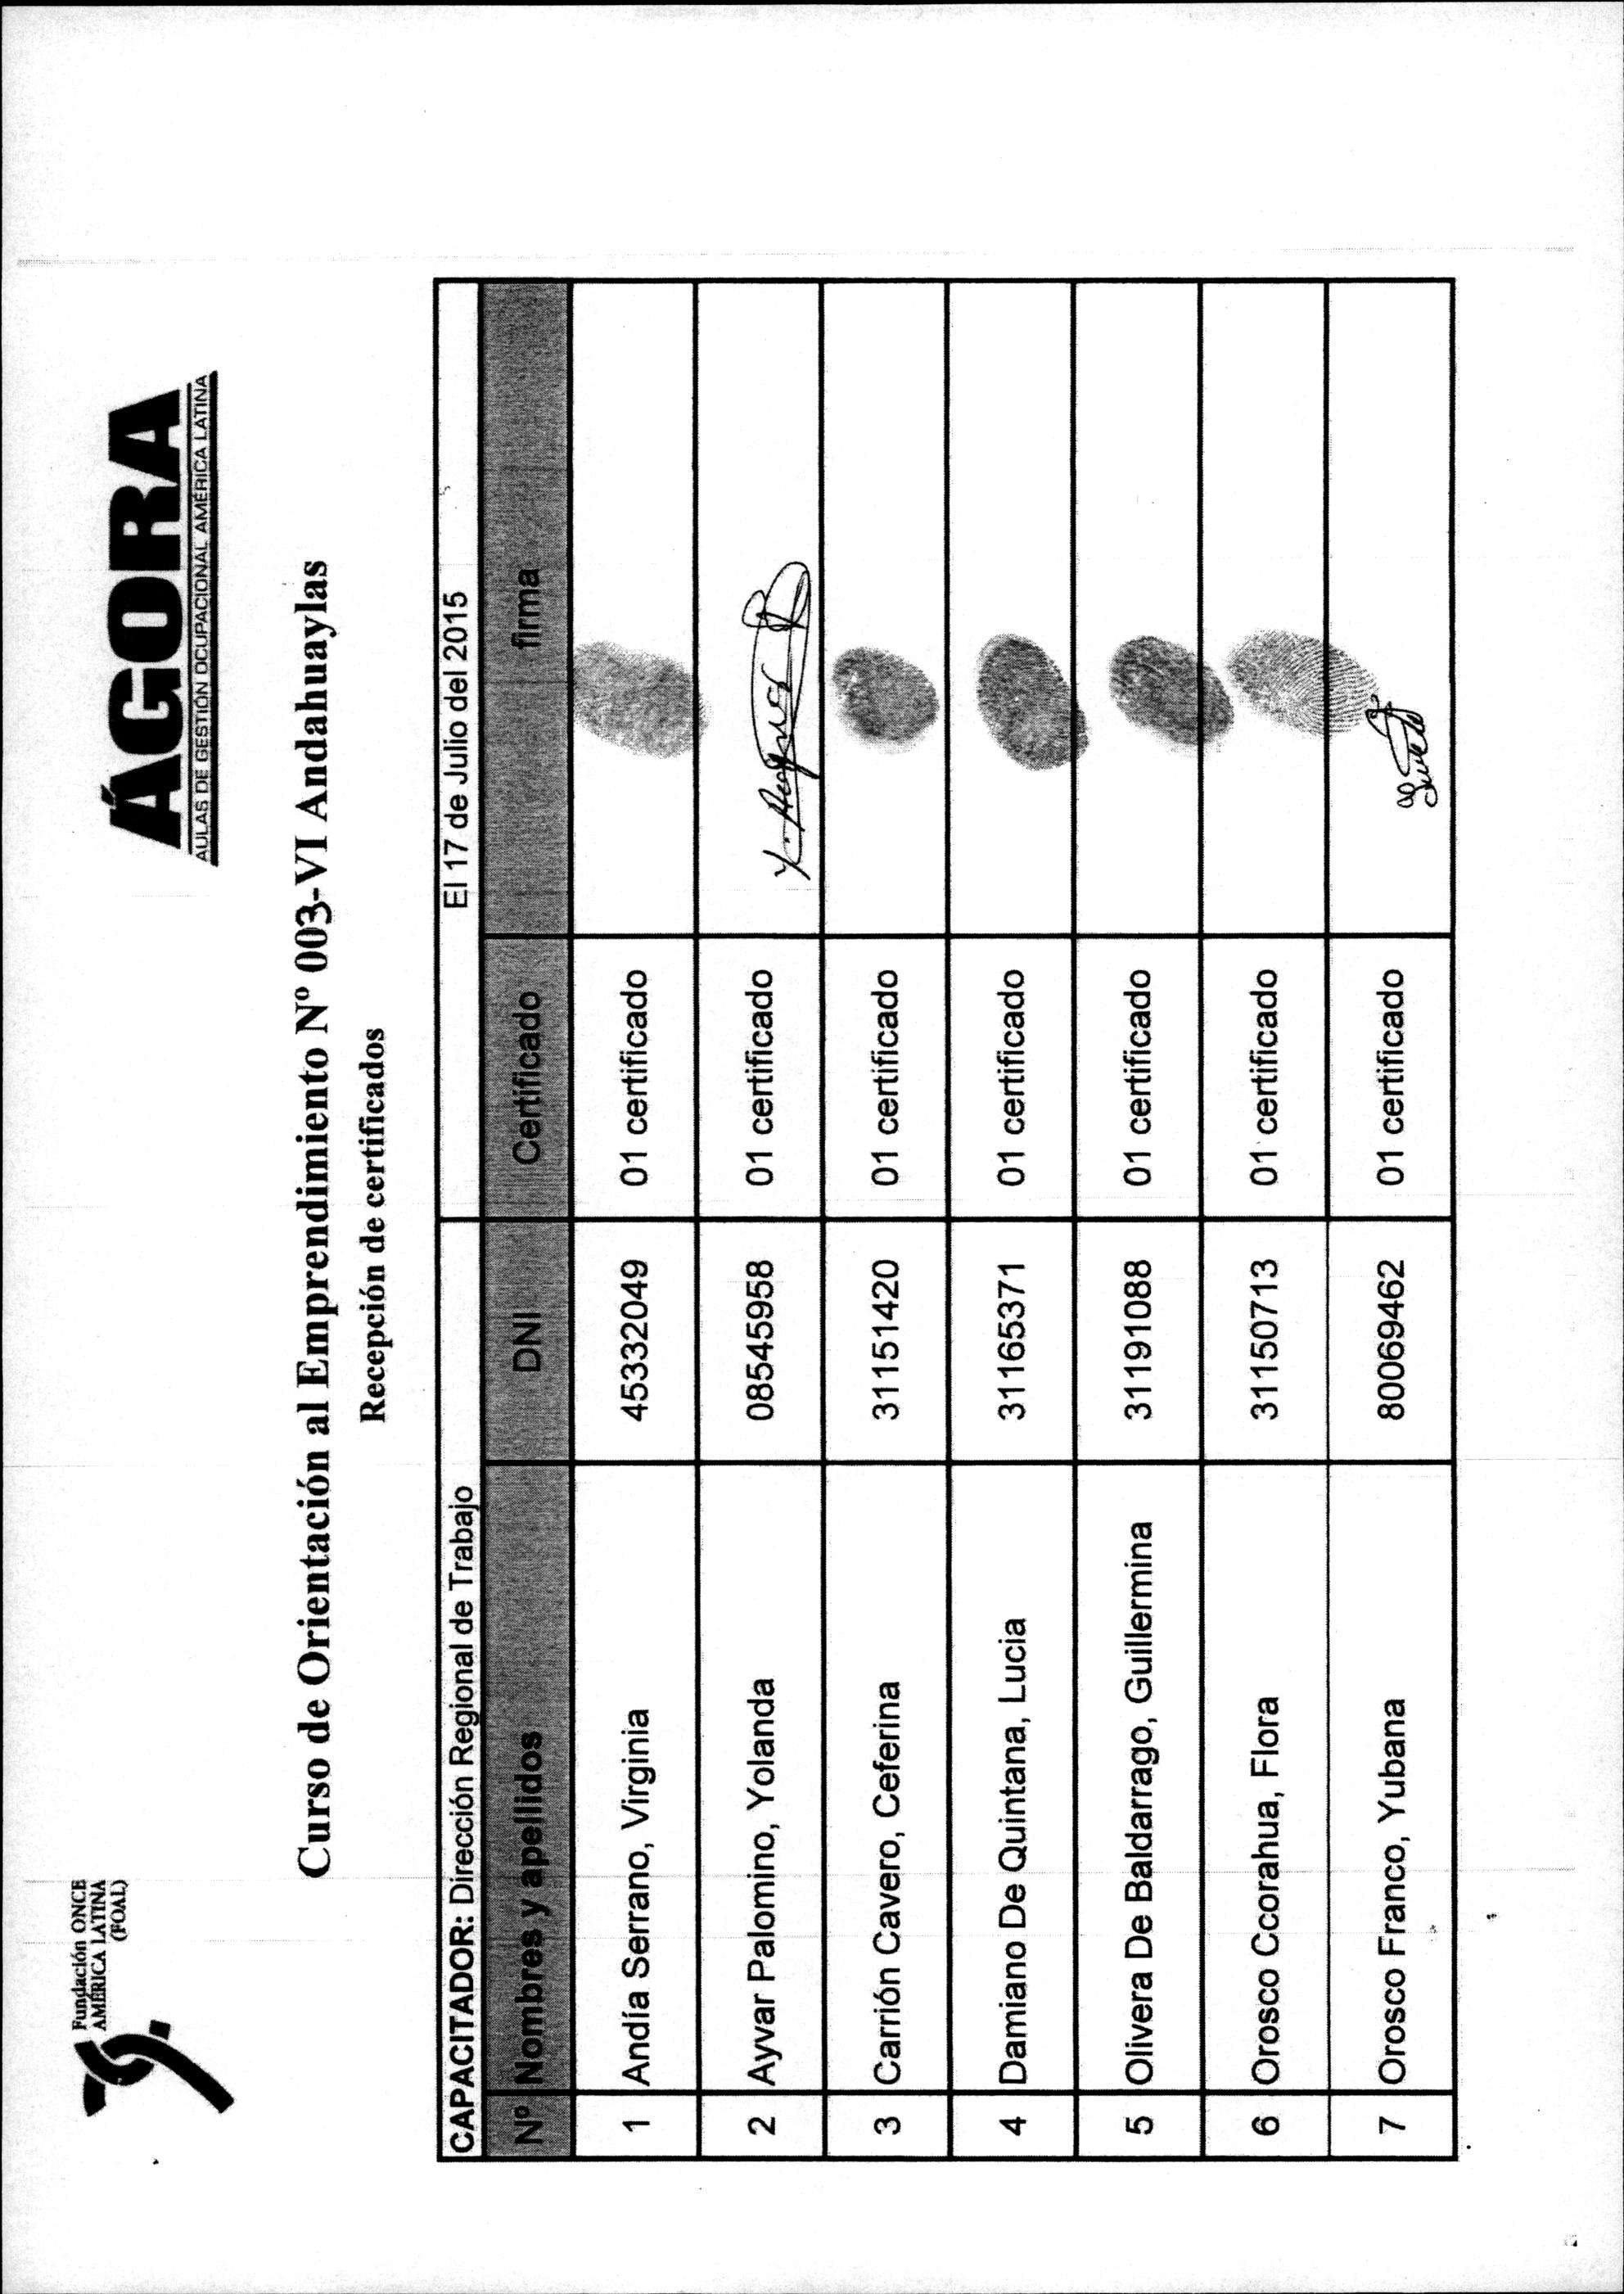 Fundación ONCE
AMÉRICA LATINA
(FOAL)
ÁGORA
AULAS DE GESTIÓN OCUPACIONAL AMÉRICA LATINA
Curso de Orientación al Emprendimiento Nº 003-VI Andahuaylas
Recepción de certificados
CAPACITADOR: Dirección Regional de Trabajo El 17 de Julio del 2015
Nº Nombres y apellidos DNI Certificado firma
1 Andía Serrano, Virginia 45332049 01 certificado
2 Ayvar Palomino, Yolanda 08545958 01 certificado
3 Carrión Cavero, Ceferina 31151420 01 certificado
4 Damiano De Quintana, Lucia 31165371 01 certificado
5 Olivera De Baldarrago, Guillermina 31191088 01 certificado
6 Orosco Ccorahua, Flora 31150713 01 certificado
7 Orosco Franco, Yubana 80069462 01 certificado